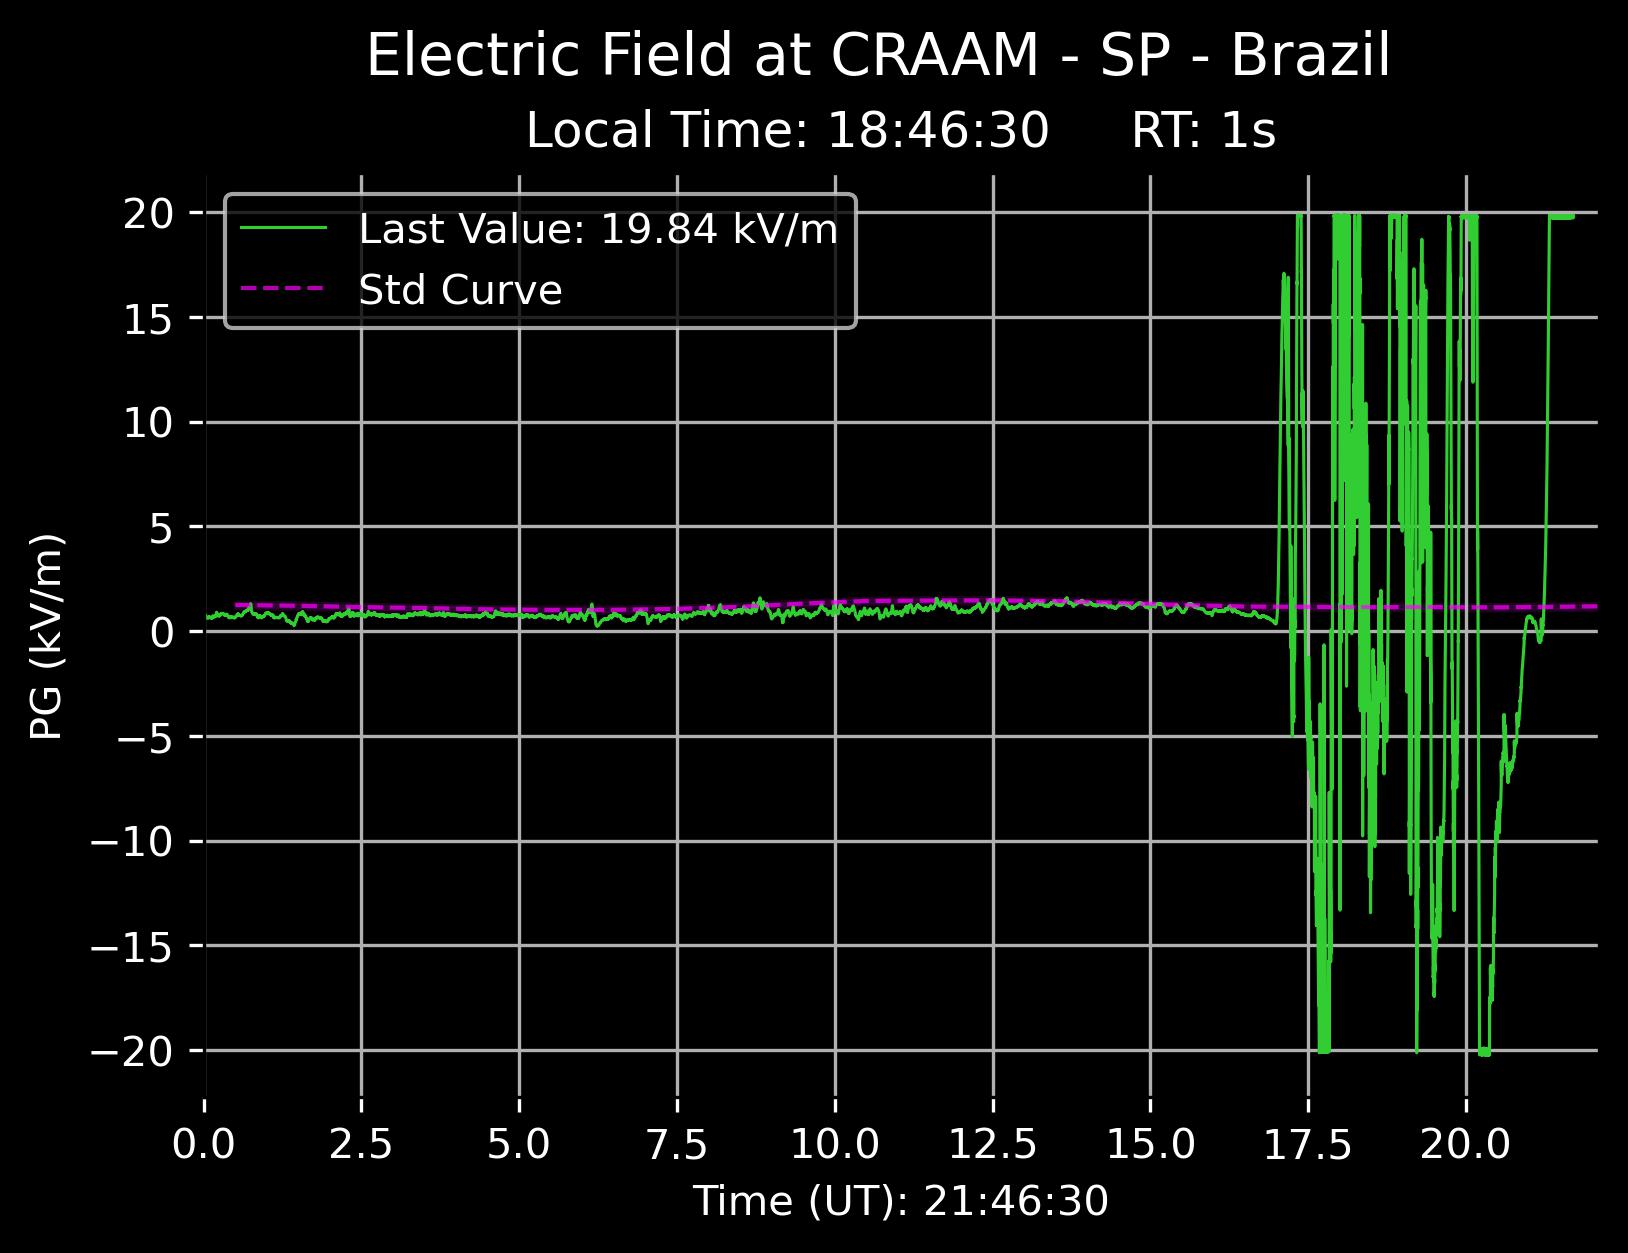 Electric Field at CRAAM - SP - Brazil
Local Time: 18:46:30 RT: 1s
Last Value: 19.84 kV/m
Std Curve
PG (kV/m)
20
15
10
5
0
−5
−10
−15
−20
0.0 2.5 5.0 7.5 10.0 12.5 15.0 17.5 20.0
Time (UT): 21:46:30